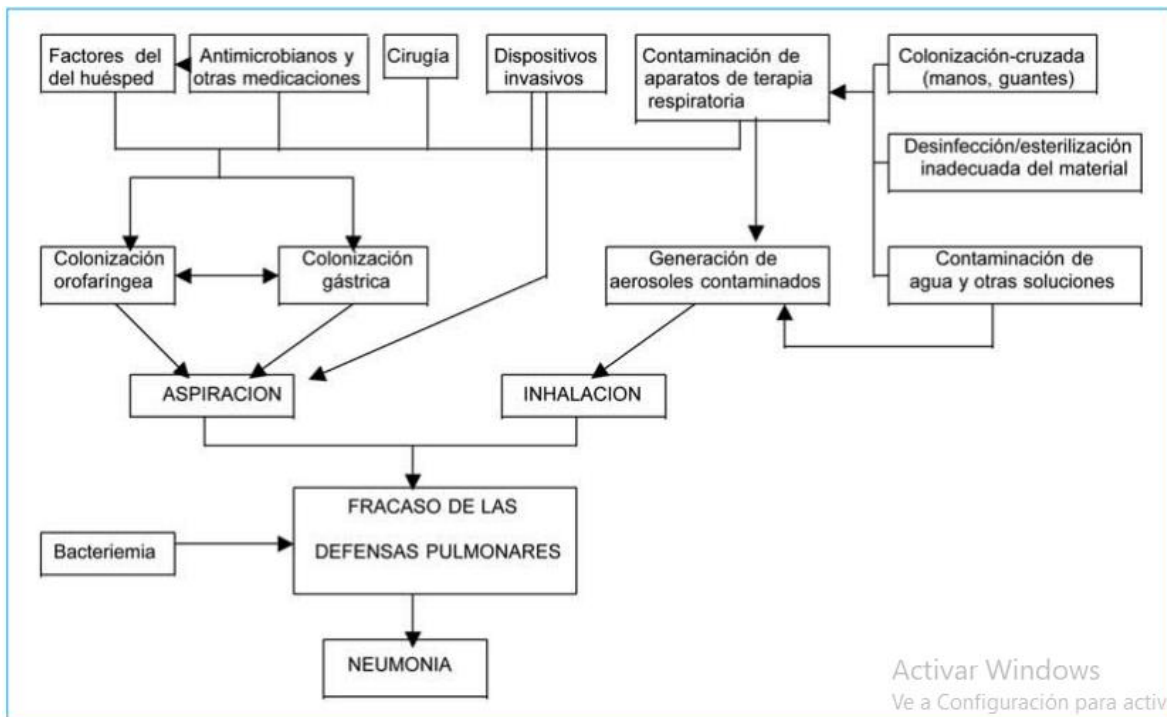 Factores del
del huésped
Antimicrobianos y
otras medicaciones
Cirugía
Dispositivos
invasivos
Contaminación de
aparatos de terapia
respiratoria
Colonización-cruzada
(manos, guantes)
Desinfección/esterilización
inadecuada del material
Colonización
orofaríngea
Colonización
gástrica
Generación de
aerosoles contaminados
Contaminación de
agua y otras soluciones
ASPIRACION
INHALACION
FRACASO DE LAS
DEFENSAS PULMONARES
Bacteriemia
NEUMONIA
Activar Windows
Ve a Configuración para activ